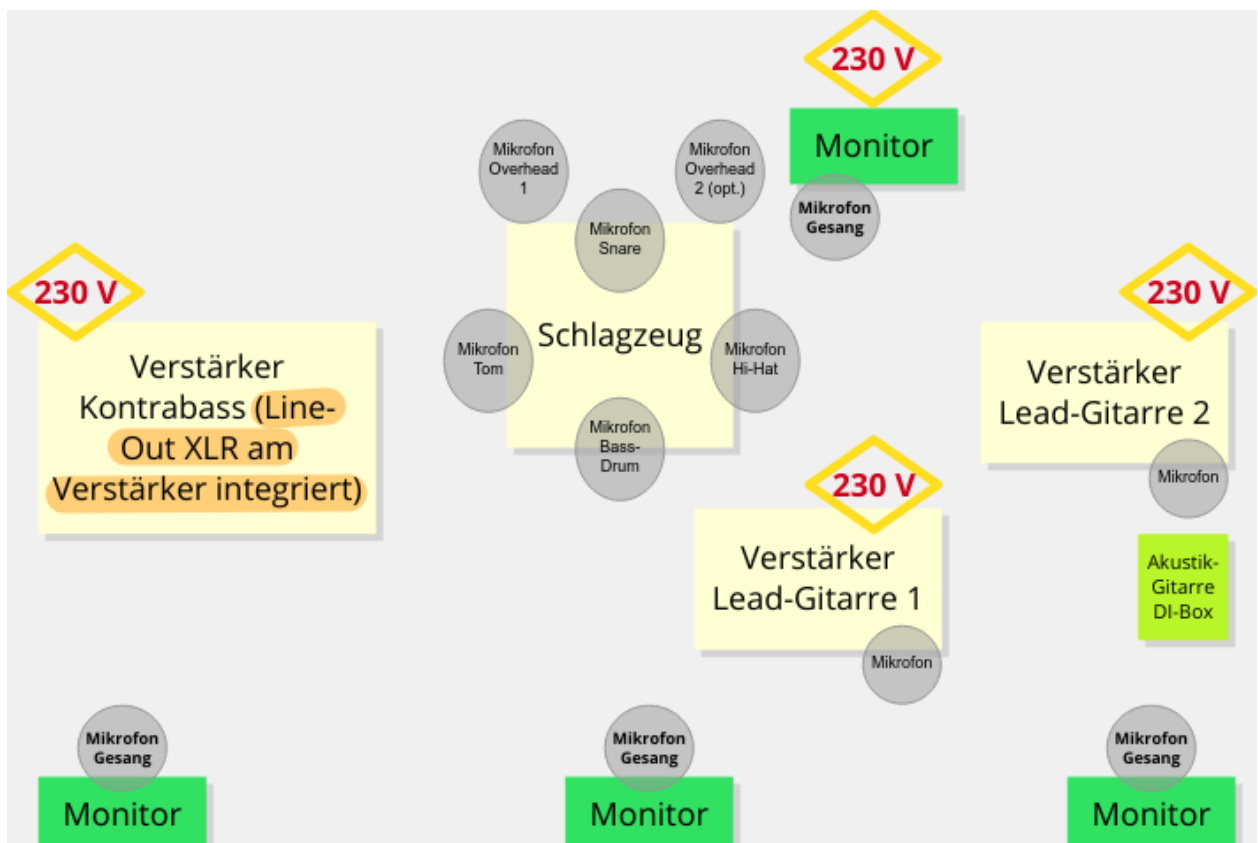 230 V
Monitor
Mikrofon
Gesang
Mikrofon
Overhead
1
Mikrofon
Overhead
2 (opt.)
Mikrofon
Snare
Schlagzeug
Mikrofon
Tom
Mikrofon
Hi-Hat
Mikrofon
Bass-
Drum
230 V
Verstärker
Kontrabass (Line-
Out XLR am
Verstärker integriert)
230 V
Verstärker
Lead-Gitarre 2
Mikrofon
Akustik-
Gitarre
DI-Box
230 V
Verstärker
Lead-Gitarre 1
Mikrofon
Mikrofon
Gesang
Monitor
Mikrofon
Gesang
Monitor
Mikrofon
Gesang
Monitor